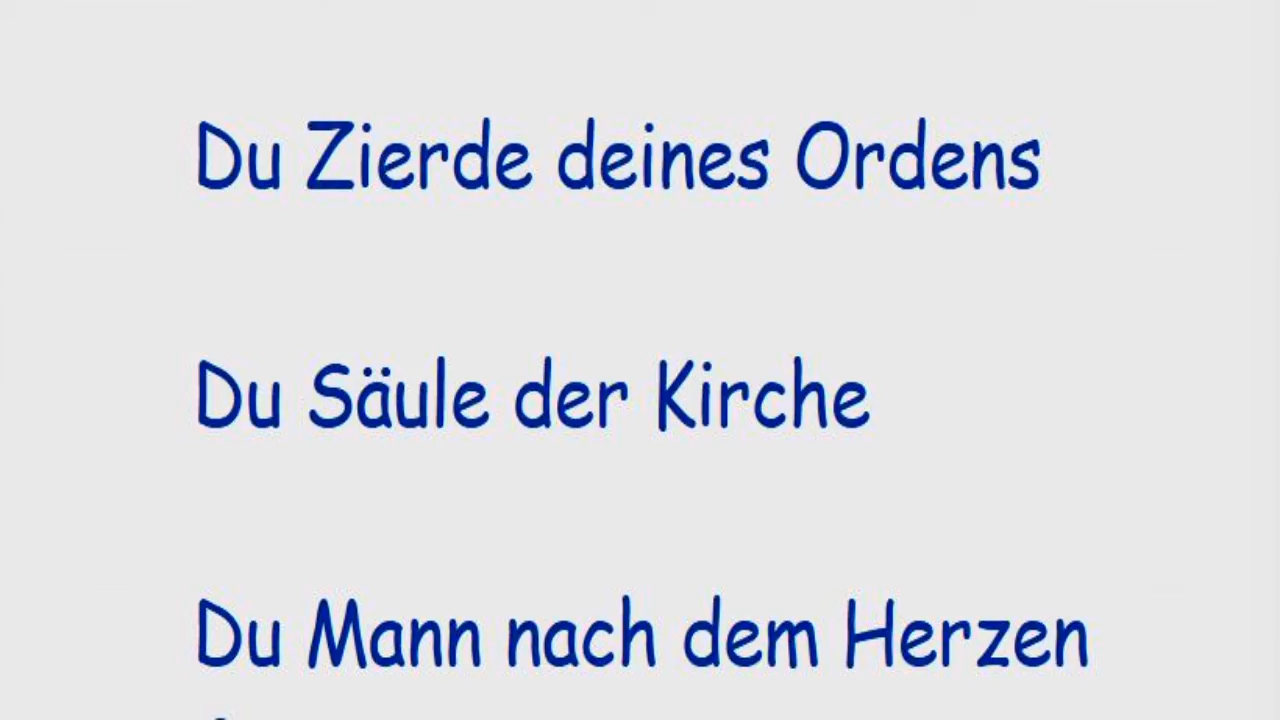 Du Zierde deines Ordens
Du Säule der Kirche
Du Mann nach dem Herzen